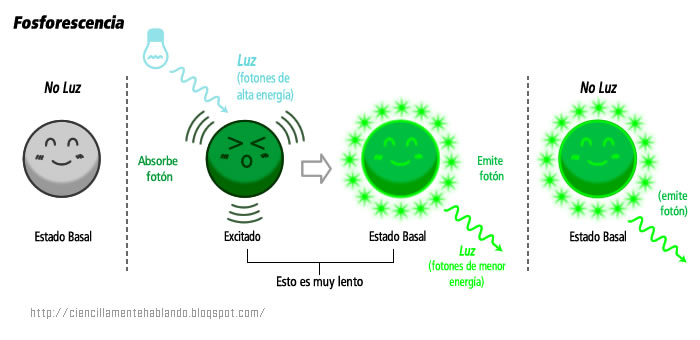 Fosforescencia
No Luz
Estado Basal
Luz
(fotones de
alta energía)
Absorbe
fotón
Excitado
Estado Basal
Emite
fotón
Luz
(fotones de menor
energía)
Esto es muy lento
No Luz
(emite
fotón)
Estado Basal
http://ciencillamentehablando.blogspot.com/